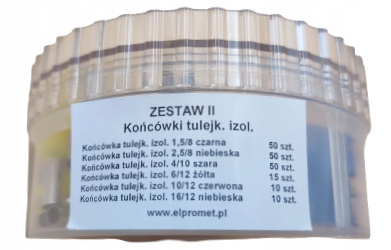 ZESTAW II
Końcówki tulejk. izol.
Końcówka tulejk. izol. 1,5/8 czarna 50 szt.
Końcówka tulejk. izol. 2,5/8 niebieska 50 szt.
Końcówka tulejk. izol. 4/10 szara 50 szt.
Końcówka tulejk. izol. 6/12 żółta 15 szt.
Końcówka tulejk. izol. 10/12 czerwona 10 szt.
Końcówka tulejk. izol. 16/12 niebieska 10 szt.
www.elpromet.pl